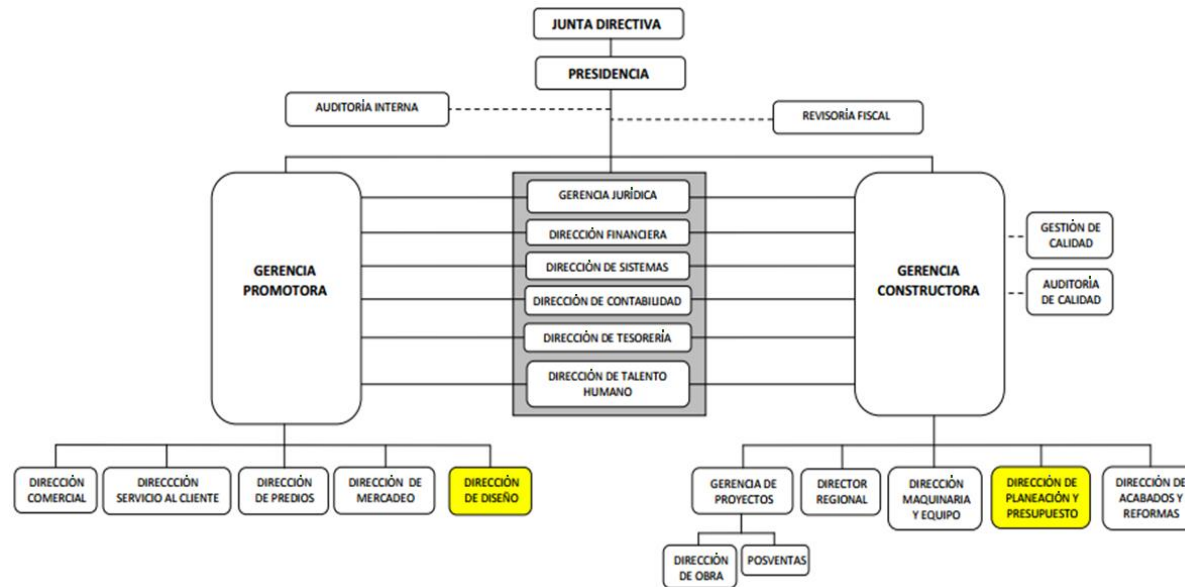 JUNTA DIRECTIVA
PRESIDENCIA
AUDITORÍA INTERNA
REVISORÍA FISCAL
GERENCIA
PROMOTORA
GERENCIA JURÍDICA
DIRECCIÓN FINANCIERA
DIRECCIÓN DE SISTEMAS
DIRECCIÓN DE CONTABILIDAD
DIRECCIÓN DE TESORERÍA
DIRECCIÓN DE TALENTO
HUMANO
GERENCIA
CONSTRUCTORA
GESTIÓN DE
CALIDAD
AUDITORÍA
DE CALIDAD
DIRECCIÓN
COMERCIAL
DIRECCCIÓN
SERVICIO AL CLIENTE
DIRECCIÓN
DE PREDIOS
DIRECCIÓN DE
MERCADEO
DIRECCIÓN
DE DISEÑO
GERENCIA DE
PROYECTOS
DIRECTOR
REGIONAL
DIRECCIÓN
MAQUINARIA
Y EQUIPO
DIRECCIÓN DE
PLANEACIÓN Y
PRESUPUESTO
DIRECCIÓN DE
ACABADOS Y
REFORMAS
DIRECCIÓN
DE OBRA
POSVENTAS